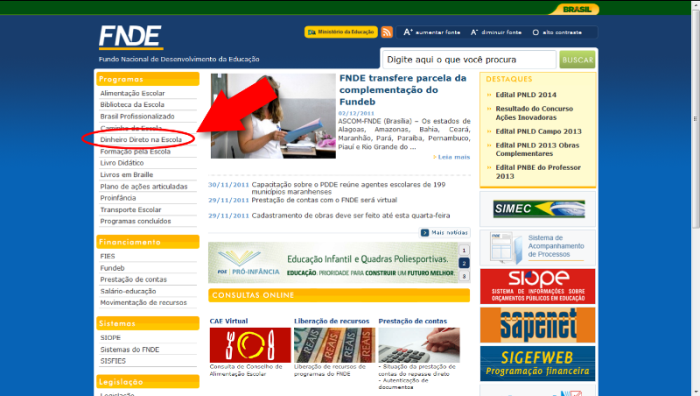 BRASIL
FNDE
Fundo Nacional de Desenvolvimento da Educação
Ministério da Educação
A+ aumentar fonte
A- diminuir fonte
alto contraste
Digite aqui o que você procura
BUSCAR
Programas
Alimentação Escolar
Biblioteca da Escola
Brasil Profissionalizado
Caminho da Escola
Dinheiro Direto na Escola
Formação pela Escola
Livro Didático
Livros em Braille
Plano de ações articuladas
Proinfância
Transporte Escolar
Programas concluídos
Financiamento
FIES
Fundeb
Prestação de contas
Salário-educação
Movimentação de recursos
Sistemas
SIOPE
Sistemas do FNDE
SISFIES
Legislação
Legislação
FNDE transfere parcela da
complementação do
Fundeb
02/12/2011
ASCOM-FNDE (Brasília) – Os estados de
Alagoas, Amazonas, Bahia, Ceará,
Maranhão, Pará, Paraíba, Pernambuco,
Piauí e Rio Grande do ...
> Leia mais
30/11/2011 Capacitação sobre o PDDE reúne agentes escolares de 199
municípios maranhenses
29/11/2011 Prestação de contas com o FNDE será virtual
29/11/2011 Cadastramento de obras deve ser feito até esta quarta-feira
Mais notícias
FNDE PRÓ-INFÂNCIA
Educação Infantil e Quadras Poliesportivas.
EDUCAÇÃO. PRIORIDADE PARA CONSTRUIR UM FUTURO MELHOR.
1
2
3
CONSULTAS ONLINE
CAE Virtual
Consulta de Conselho de
Alimentação Escolar
Liberação de recursos
REAIS
REAIS
Liberação de recursos de
programas do FNDE
Prestação de contas
- Situação da prestação de
contas do repasse direto
- Autenticação de
documentos
DESTAQUES
Edital PNLD 2014
Resultado do Concurso
Ações Inovadoras
Edital PNLD Campo 2013
Edital PNLD 2013 Obras
Complementares
Edital PNBE do Professor
2013
SIMEC
FNDE
Sistema de
Acompanhamento
de Processos
SIOPE
SISTEMA DE INFORMAÇÕES SOBRE
ORÇAMENTOS PÚBLICOS EM EDUCAÇÃO
sapenet
SIGEFWEB
Programação financeira